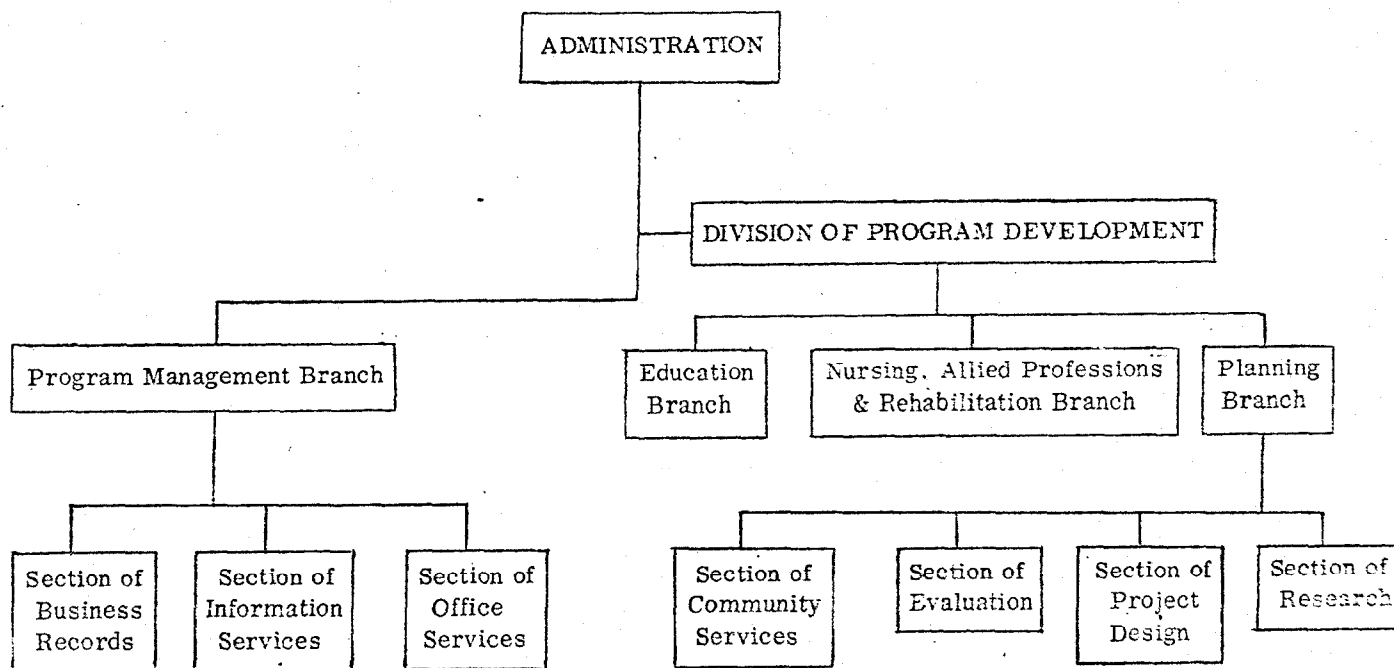 ADMINISTRATION
DIVISION OF PROGRAM DEVELOPMENT
Program Management Branch
Education
Branch
Nursing, Allied Professions
& Rehabilitation Branch
Planning
Branch
Section of
Business
Records
Section of
Information
Services
Section of
Office
Services
Section of
Community
Services
Section of
Evaluation
Section of
Project
Design
Section of
Research